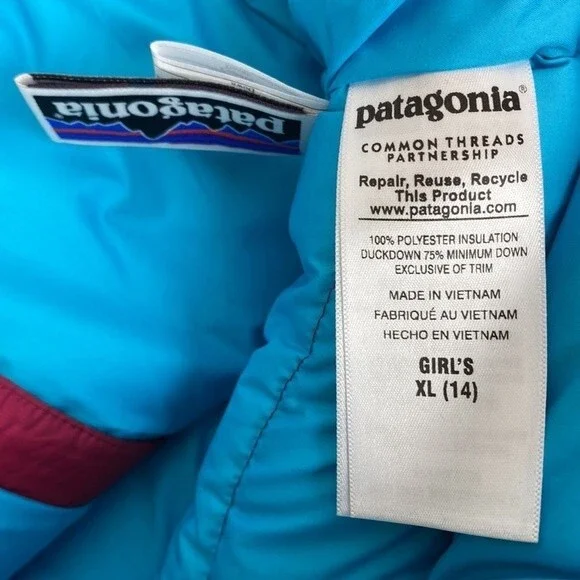 patagonia
patagonia®
COMMON THREADS
PARTNERSHIP
Repair, Reuse, Recycle
This Product
www.patagonia.com
100% POLYESTER INSULATION
DUCKDOWN 75% MINIMUM DOWN
EXCLUSIVE OF TRIM
MADE IN VIETNAM
FABRIQUÉ AU VIETNAM
HECHO EN VIETNAM
GIRL'S
XL (14)